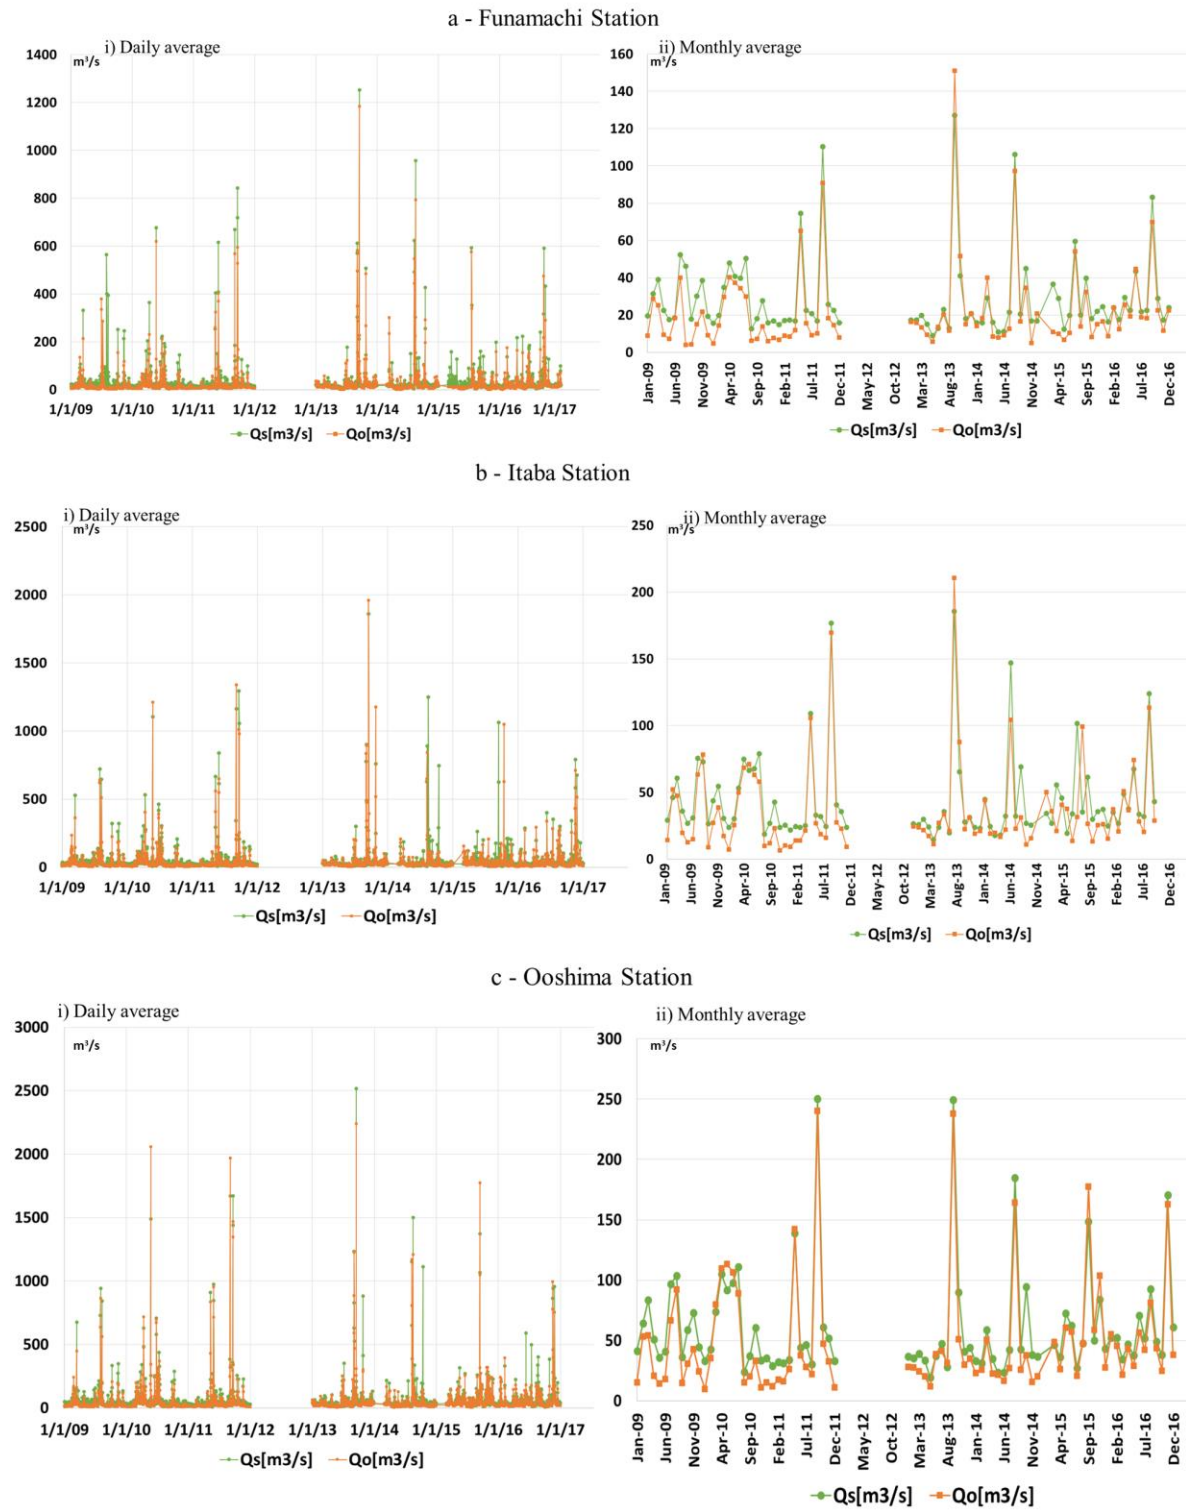 a - Funamachi Station
i) Daily average
m³/s
1400
1200
1000
800
600
400
200
0
1/1/09 1/1/10 1/1/11 1/1/12 1/1/13 1/1/14 1/1/15 1/1/16 1/1/17
Qs[m3/s] Qo[m3/s]
ii) Monthly average
m³/s
160
140
120
100
80
60
40
20
0
Jan-09 Jun-09 Nov-09 Apr-10 Sep-10 Feb-11 Jul-11 Dec-11 May-12 Oct-12 Mar-13 Aug-13 Jan-14 Jun-14 Nov-14 Apr-15 Sep-15 Feb-16 Jul-16 Dec-16
Qs[m3/s] Qo[m3/s]
b - Itaba Station
i) Daily average
m³/s
2500
2000
1500
1000
500
0
1/1/09 1/1/10 1/1/11 1/1/12 1/1/13 1/1/14 1/1/15 1/1/16 1/1/17
Qs[m3/s] Qo[m3/s]
ii) Monthly average
m³/s
250
200
150
100
50
0
Jan-09 Jun-09 Nov-09 Apr-10 Sep-10 Feb-11 Jul-11 Dec-11 May-12 Oct-12 Mar-13 Aug-13 Jan-14 Jun-14 Nov-14 Apr-15 Sep-15 Feb-16 Jul-16 Dec-16
Qs[m3/s] Qo[m3/s]
c - Ooshima Station
i) Daily average
m³/s
3000
2500
2000
1500
1000
500
0
1/1/09 1/1/10 1/1/11 1/1/12 1/1/13 1/1/14 1/1/15 1/1/16 1/1/17
Qs[m3/s] Qo[m3/s]
ii) Monthly average
m³/s
300
250
200
150
100
50
0
Jan-09 Jun-09 Nov-09 Apr-10 Sep-10 Feb-11 Jul-11 Dec-11 May-12 Oct-12 Mar-13 Aug-13 Jan-14 Jun-14 Nov-14 Apr-15 Sep-15 Feb-16 Jul-16 Dec-16
Qs[m3/s] Qo[m3/s]